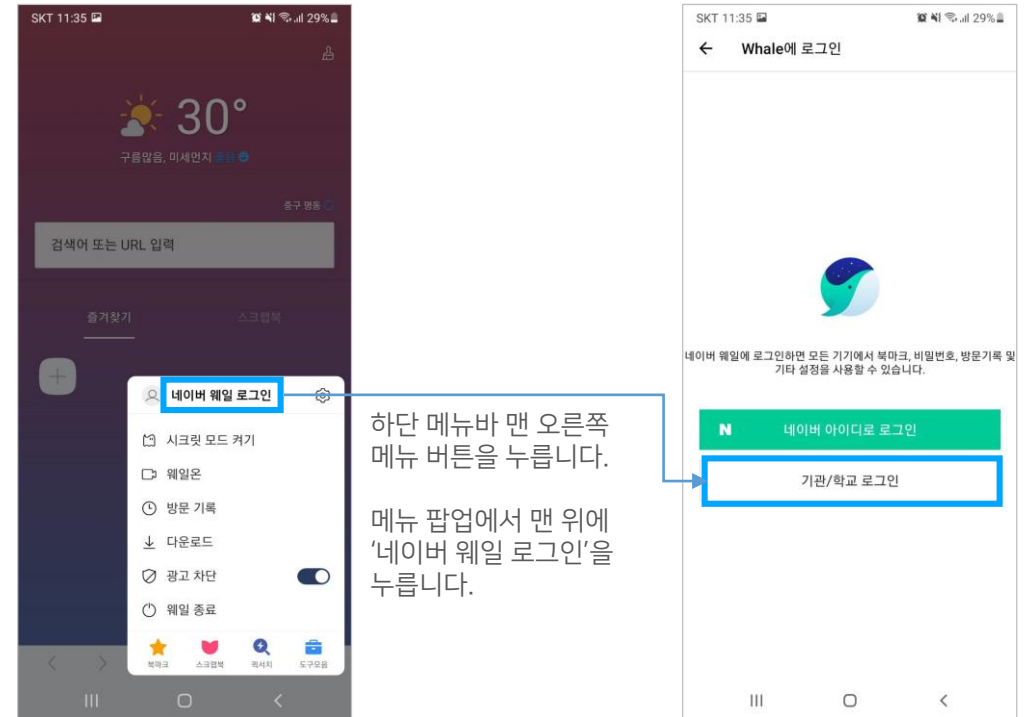 SKT 11:35 29%
30°
구름많음, 미세먼지 좋음
중구 명동
검색어 또는 URL 입력
즐겨찾기 스크랩북
네이버 웨일 로그인
시크릿 모드 켜기
웨일온
방문 기록
다운로드
광고 차단
웨일 종료
북마크 스크랩북 퀵서치 도구모음
하단 메뉴바 맨 오른쪽
메뉴 버튼을 누릅니다.
메뉴 팝업에서 맨 위에
‘네이버 웨일 로그인’을
누릅니다.
SKT 11:35 29%
Whale에 로그인
네이버 웨일에 로그인하면 모든 기기에서 북마크, 비밀번호, 방문기록 및
기타 설정을 사용할 수 있습니다.
N 네이버 아이디로 로그인
기관/학교 로그인